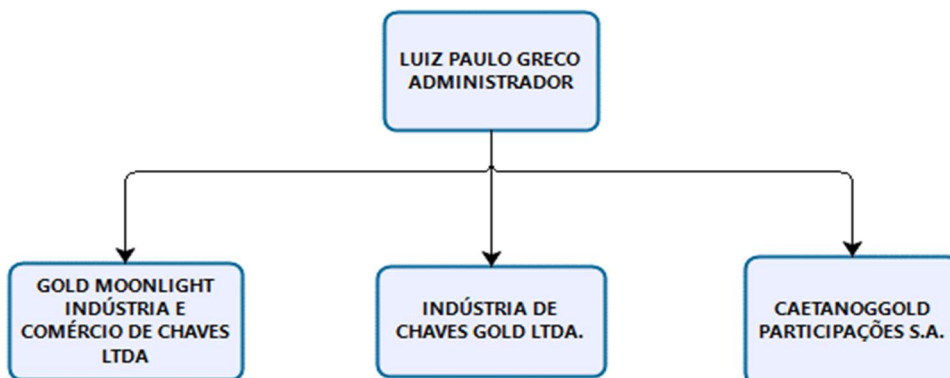 LUIZ PAULO GRECO
ADMINISTRADOR
GOLD MOONLIGHT
INDÚSTRIA E
COMÉRCIO DE CHAVES
LTDA
INDÚSTRIA DE
CHAVES GOLD LTDA.
CAETANOGGOLD
PARTICIPAÇÕES S.A.